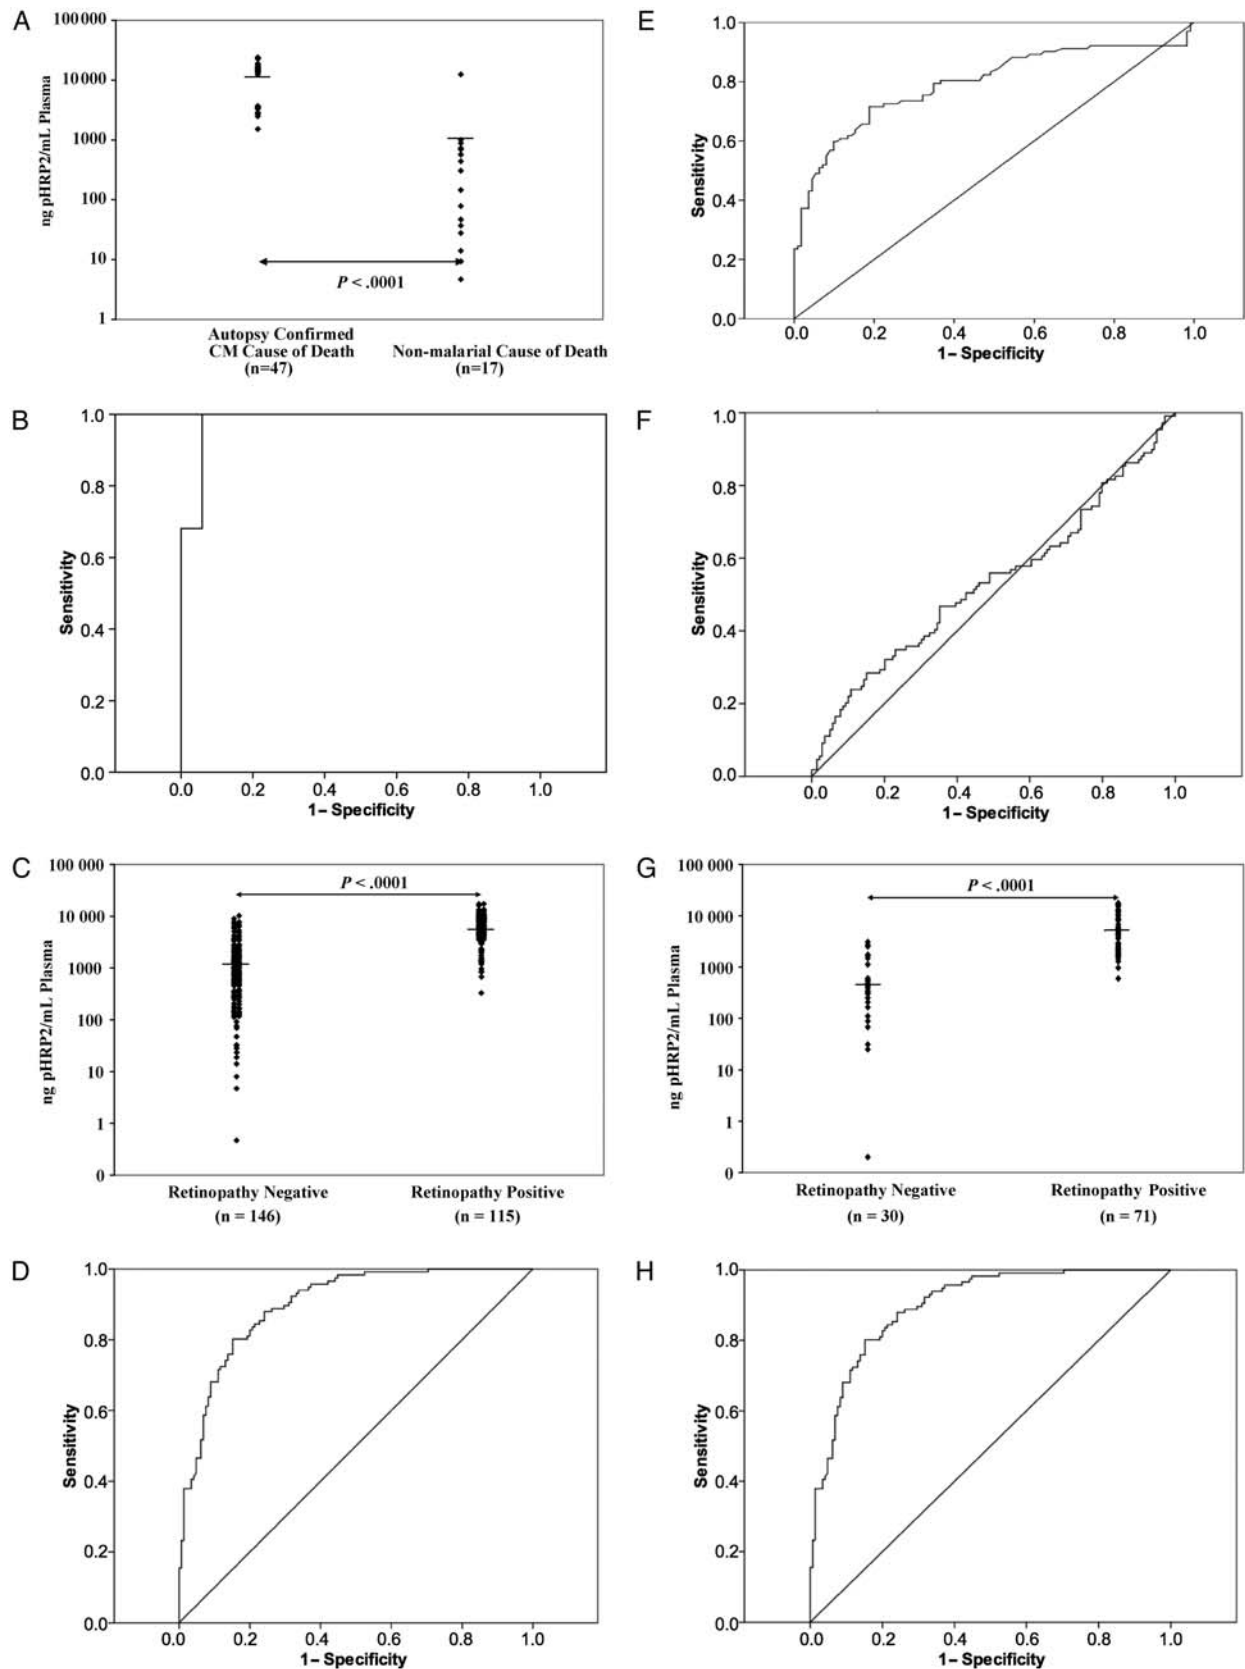 A
100 000
10000
1000
100
10
1
ng pHRP2/mL Plasma
P < .0001
Autopsy Confirmed
CM Cause of Death
(n=47)
Non-malarial Cause of Death
(n=17)
B
1.0
0.8
0.6
0.4
0.2
0.0
Sensitivity
0.0 0.2 0.4 0.6 0.8 1.0
1– Specificity
C
100 000
10 000
1000
100
10
1
0
ng pHRP2/mL Plasma
P < .0001
Retinopathy Negative
(n = 146)
Retinopathy Positive
(n = 115)
D
1.0
0.8
0.6
0.4
0.2
0.0
Sensitivity
0.0 0.2 0.4 0.6 0.8 1.0
1– Specificity
E
1.0
0.8
0.6
0.4
0.2
0.0
Sensitivity
0.0 0.2 0.4 0.6 0.8 1.0
1– Specificity
F
1.0
0.8
0.6
0.4
0.2
0.0
Sensitivity
0.0 0.2 0.4 0.6 0.8 1.0
1– Specificity
G
100 000
10 000
1000
100
10
1
0
ng pHRP2/mL Plasma
P < .0001
Retinopathy Negative
(n = 30)
Retinopathy Positive
(n = 71)
H
1.0
0.8
0.6
0.4
0.2
0.0
Sensitivity
0.0 0.2 0.4 0.6 0.8 1.0
1– Specificity